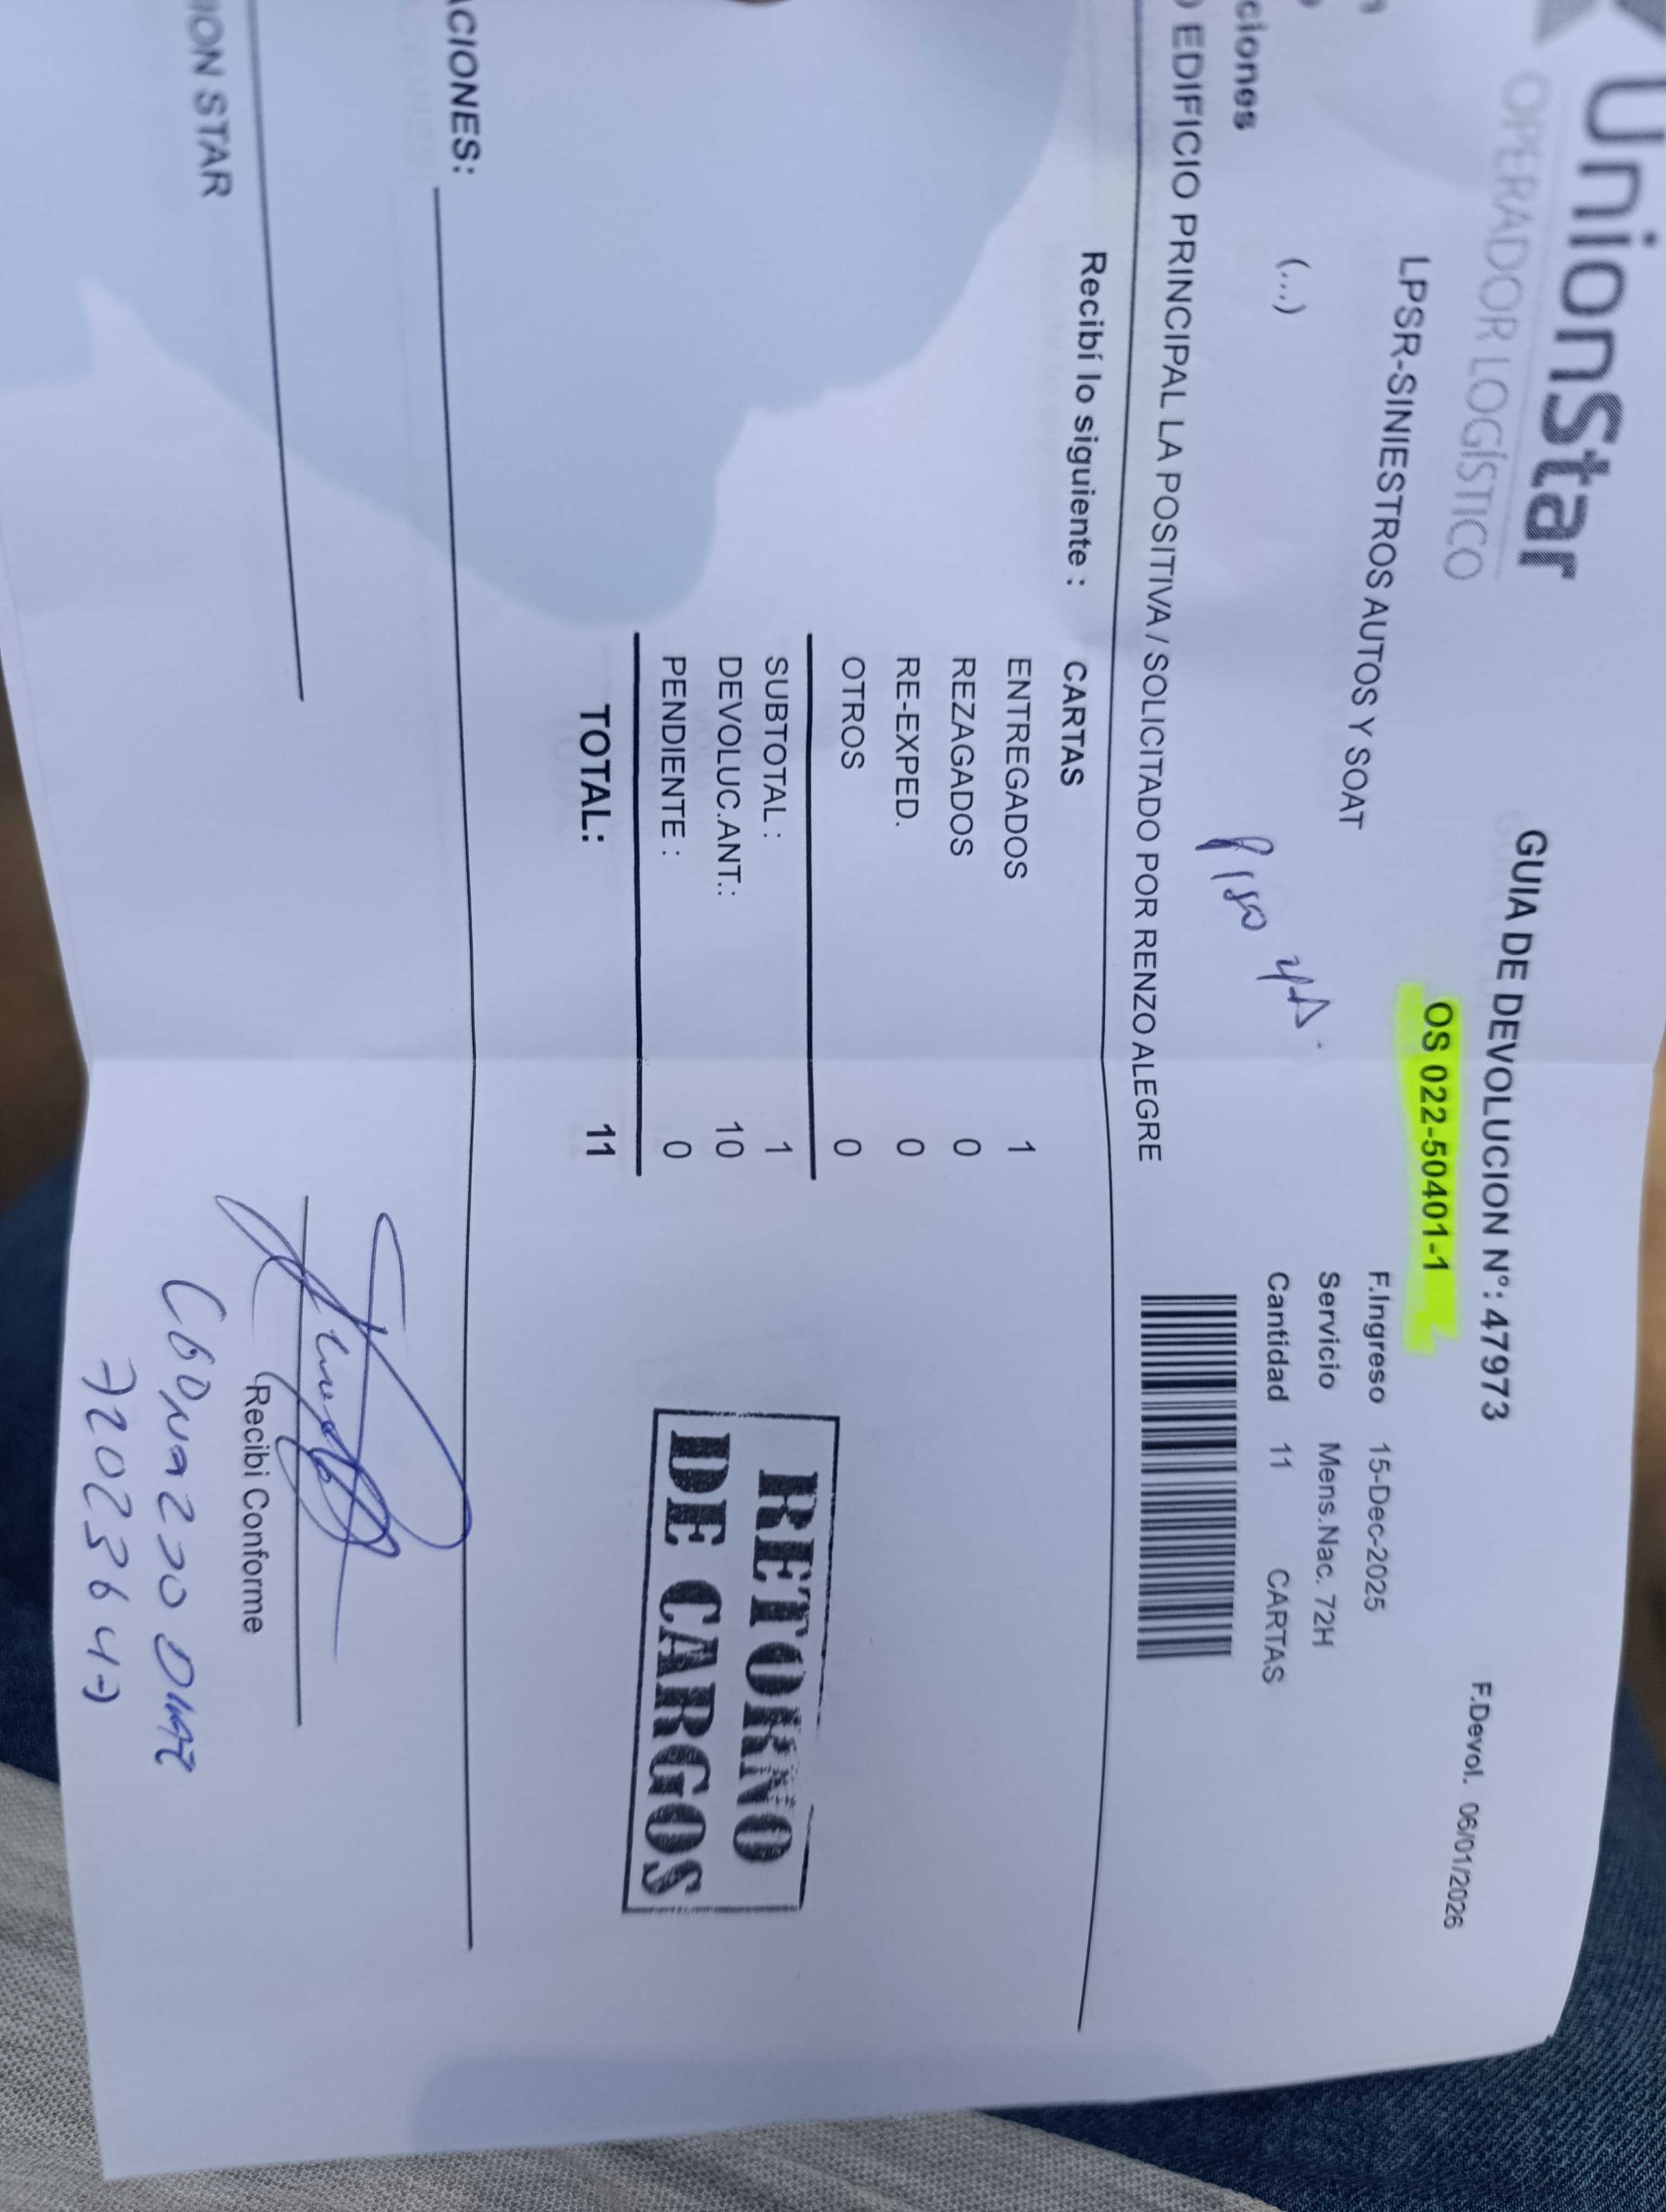 UnionStar
OPERADOR LOGÍSTICO
GUIA DE DEVOLUCION N°: 47973
F.Devol. 06/01/2026
OS 022-50401-1
LPSR-SINIESTROS AUTOS Y SOAT
F.Ingreso 15-Dec-2025
Servicio Mens.Nac. 72H
(...)
Cantidad 11 CARTAS
Piso
ciones
) EDIFICIO PRINCIPAL LA POSITIVA / SOLICITADO POR RENZO ALEGRE
Recibí lo siguiente : CARTAS
ENTREGADOS 1
REZAGADOS 0
RE-EXPED. 0
OTROS 0
SUBTOTAL : 1
DEVOLUC.ANT.: 10
PENDIENTE : 0
TOTAL: 11
RETORNO
DE CARGOS
ACIONES:
ION STAR
Recibi Conforme